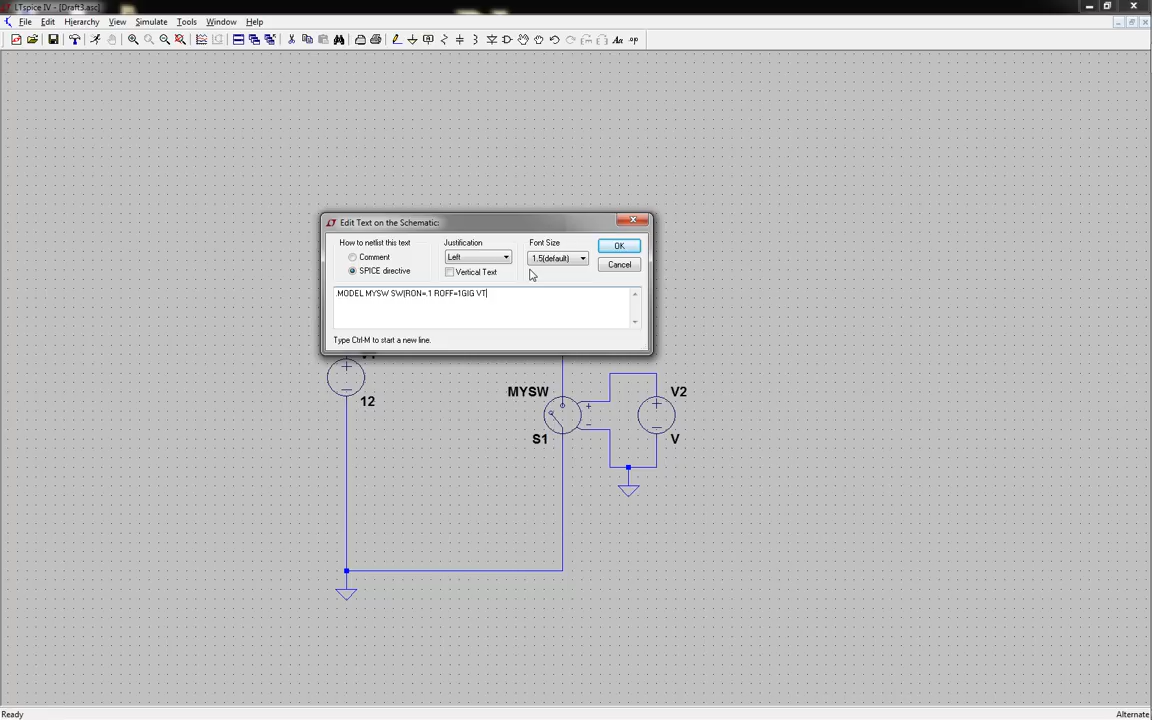 LTspice IV - [Draft3.asc]
File Edit Hierarchy View Simulate Tools Window Help
Edit Text on the Schematic:
How to netlist this text
Comment
SPICE directive
Justification
Left
Vertical Text
Font Size
1.5(default)
OK
Cancel
.MODEL MYSW SW(RON=.1 ROFF=1GIG VT
Type Ctrl-M to start a new line.
12
MYSW
S1
V2
V
Ready
Alternate